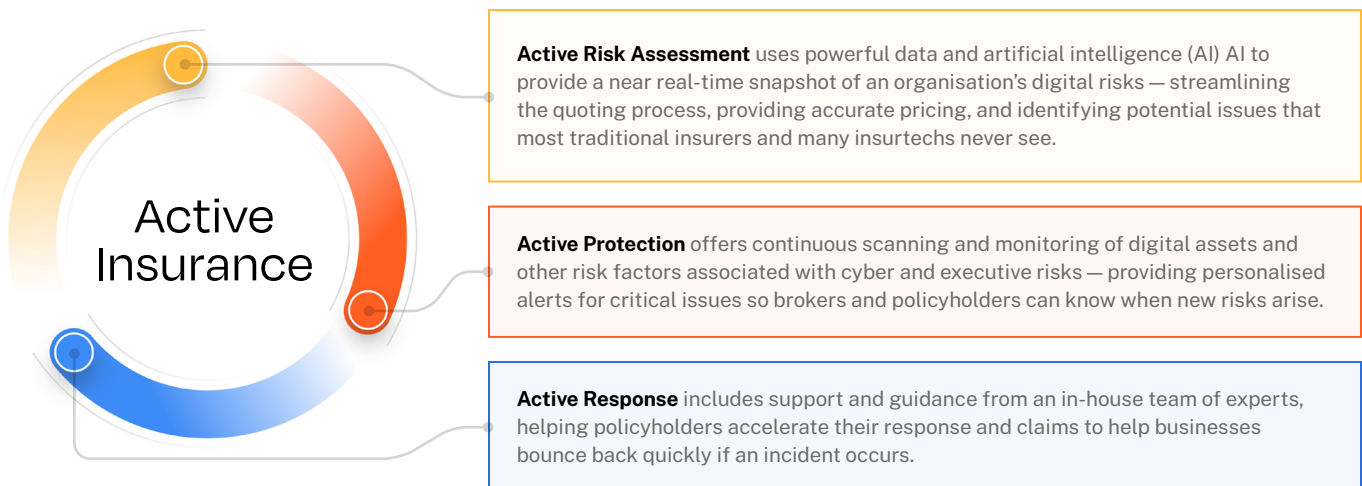 Active
Insurance
Active Risk Assessment uses powerful data and artificial intelligence (AI) AI to
provide a near real-time snapshot of an organisation’s digital risks — streamlining
the quoting process, providing accurate pricing, and identifying potential issues that
most traditional insurers and many insurtechs never see.
Active Protection offers continuous scanning and monitoring of digital assets and
other risk factors associated with cyber and executive risks — providing personalised
alerts for critical issues so brokers and policyholders can know when new risks arise.
Active Response includes support and guidance from an in-house team of experts,
helping policyholders accelerate their response and claims to help businesses
bounce back quickly if an incident occurs.